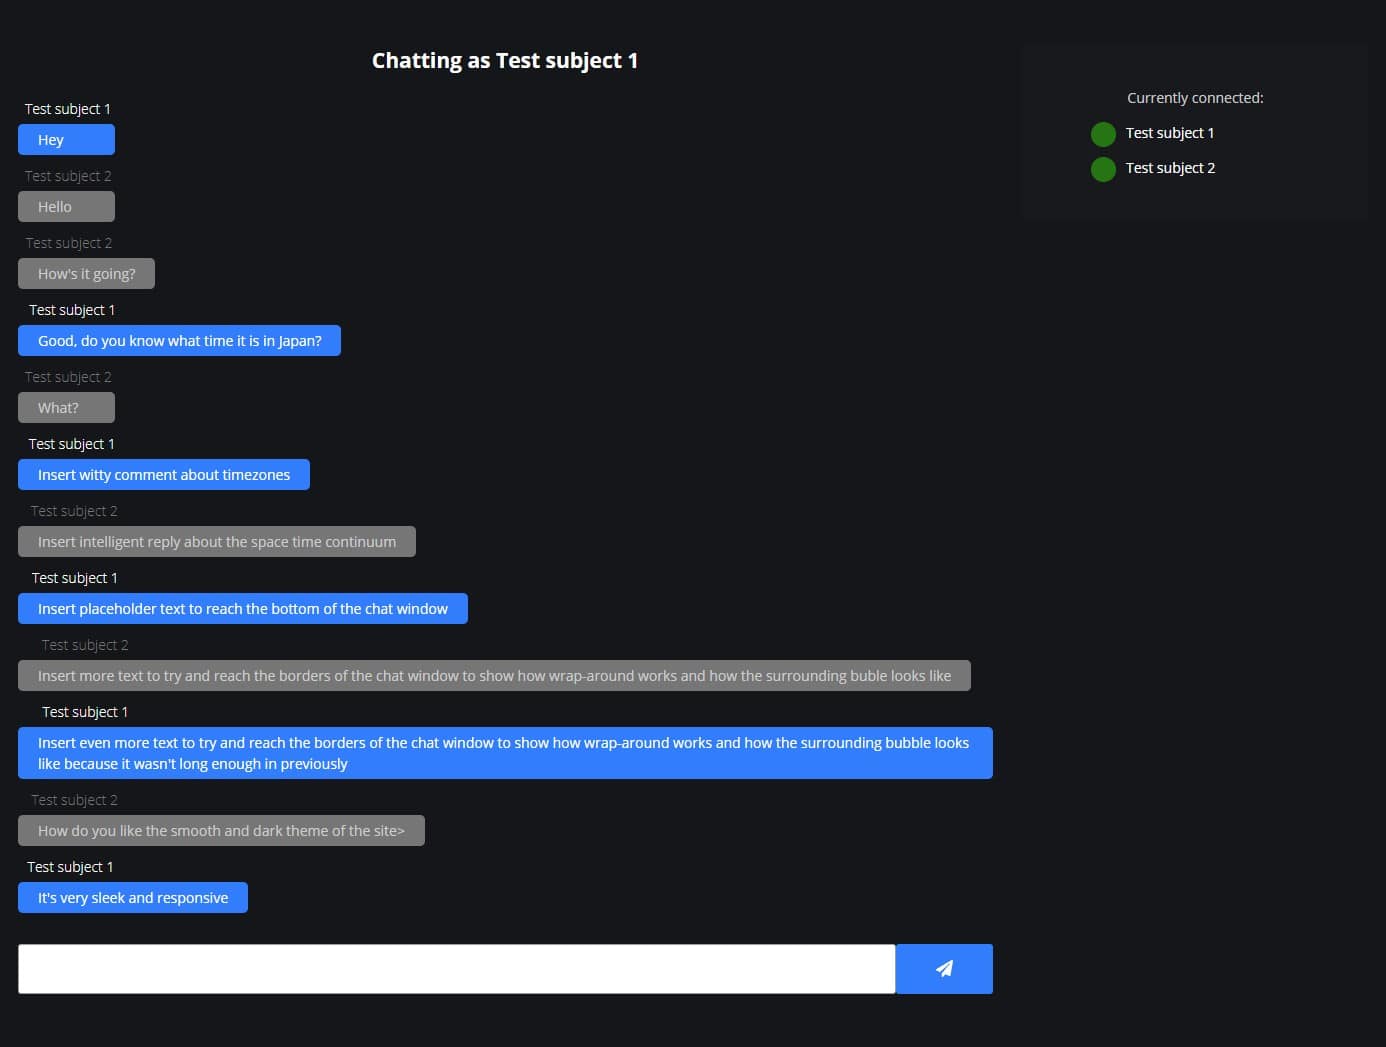 Chatting as Test subject 1
Test subject 1
Hey
Test subject 2
Hello
Test subject 2
How's it going?
Test subject 1
Good, do you know what time it is in Japan?
Test subject 2
What?
Test subject 1
Insert witty comment about timezones
Test subject 2
Insert intelligent reply about the space time continuum
Test subject 1
Insert placeholder text to reach the bottom of the chat window
Test subject 2
Insert more text to try and reach the borders of the chat window to show how wrap-around works and how the surrounding buble looks like
Test subject 1
Insert even more text to try and reach the borders of the chat window to show how wrap-around works and how the surrounding bubble looks
like because it wasn't long enough in previously
Test subject 2
How do you like the smooth and dark theme of the site>
Test subject 1
It's very sleek and responsive
Currently connected:
Test subject 1
Test subject 2